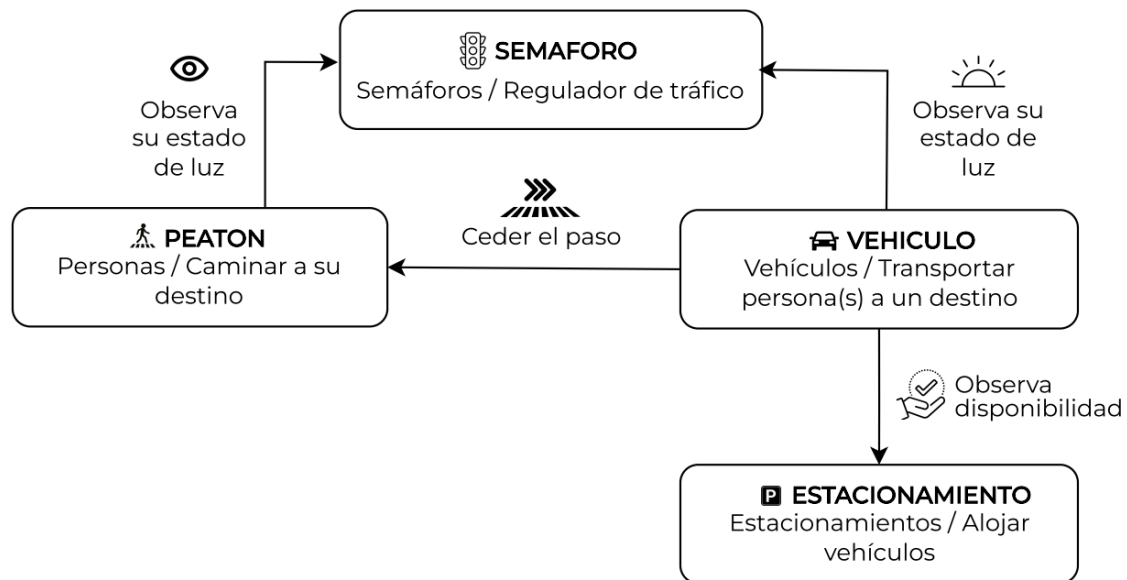 SEMAFORO
Semáforos / Regulador de tráfico
Observa
su estado
de luz
Observa su
estado de
luz
PEATON
Personas / Caminar a su
destino
Ceder el paso
VEHICULO
Vehículos / Transportar
persona(s) a un destino
Observa
disponibilidad
P ESTACIONAMIENTO
Estacionamientos / Alojar
vehículos